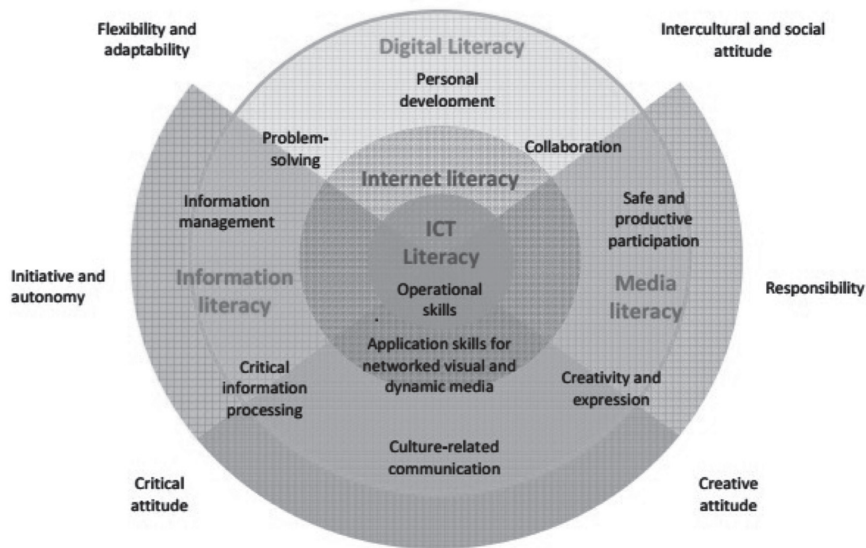 Flexibility and
adaptability
Digital Literacy
Intercultural and social
attitude
Personal
development
Problem-
solving
Collaboration
Internet literacy
Information
management
Safe and
productive
participation
ICT
Literacy
Initiative and
autonomy
Information
literacy
Operational
skills
Media
literacy
Responsibility
Application skills for
networked visual and
dynamic media
Critical
information
processing
Creativity and
expression
Culture-related
communication
Critical
attitude
Creative
attitude